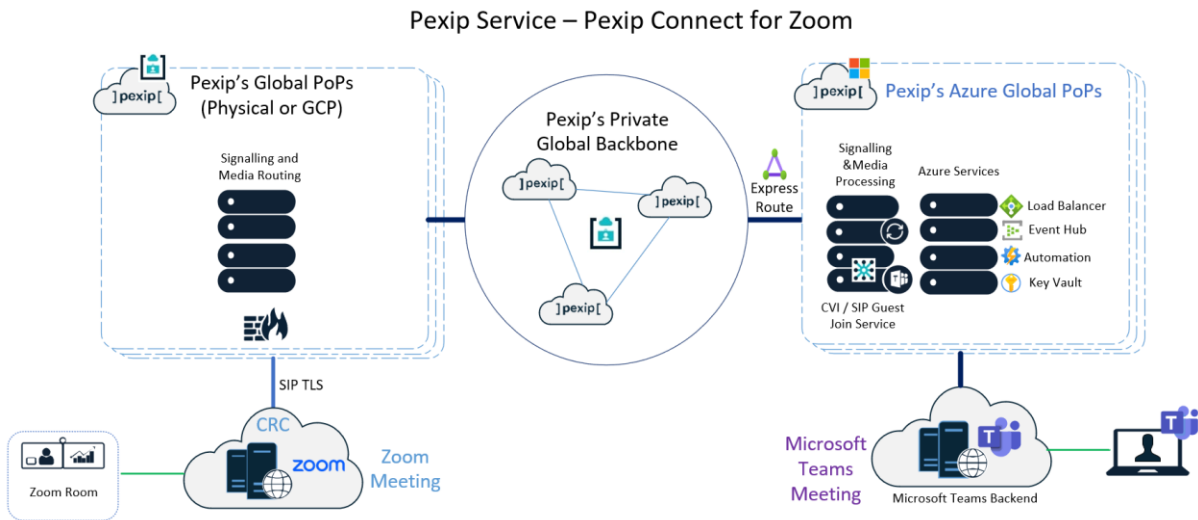 Pexip Service – Pexip Connect for Zoom
]pexip[
Pexip's Global PoPs
(Physical or GCP)
Signalling and
Media Routing
SIP TLS
CRC
zoom
Zoom
Meeting
Zoom Room
Pexip's Private
Global Backbone
]pexip[
]pexip[
]pexip[
Express
Route
]pexip[
Pexip's Azure Global PoPs
Signalling
&Media
Processing
Azure Services
Load Balancer
Event Hub
Automation
Key Vault
CVI / SIP Guest
Join Service
Microsoft
Teams
Meeting
T
Microsoft Teams Backend
T